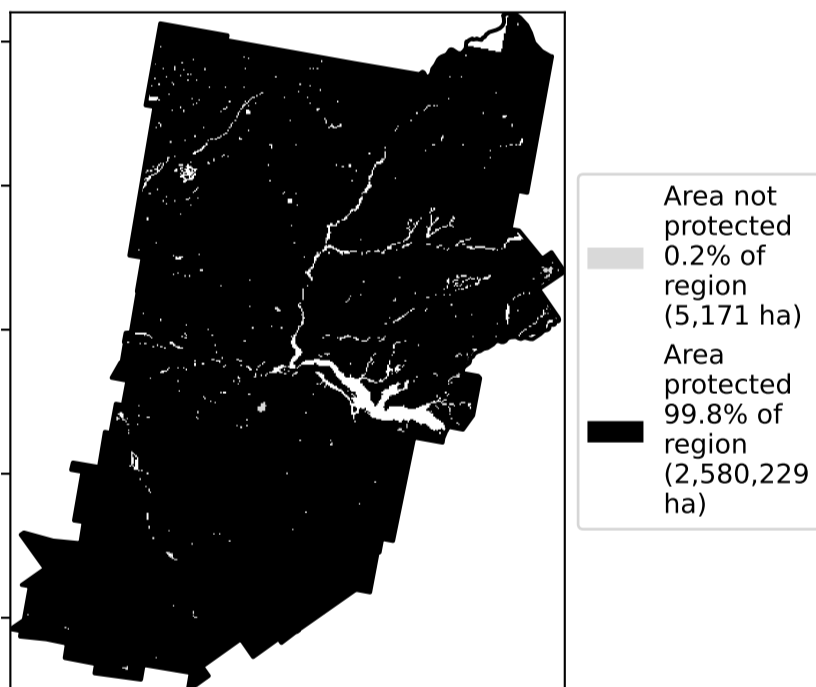 Area not
protected
0.2% of
region
(5,171 ha)
Area
protected
99.8% of
region
(2,580,229
ha)